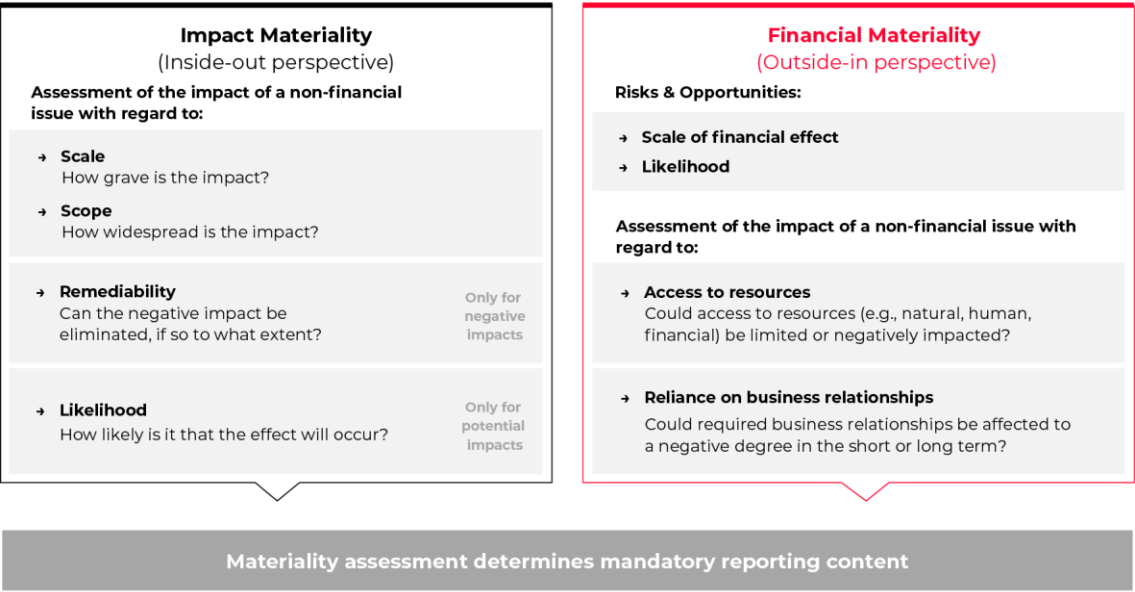 Impact Materiality
(Inside-out perspective)
Assessment of the impact of a non-financial
issue with regard to:
→ Scale
How grave is the impact?
→ Scope
How widespread is the impact?
→ Remediability
Can the negative impact be
eliminated, if so to what extent?
Only for
negative
impacts
→ Likelihood
How likely is it that the effect will occur?
Only for
potential
impacts
Financial Materiality
(Outside-in perspective)
Risks & Opportunities:
→ Scale of financial effect
→ Likelihood
Assessment of the impact of a non-financial issue with
regard to:
→ Access to resources
Could access to resources (e.g., natural, human,
financial) be limited or negatively impacted?
→ Reliance on business relationships
Could required business relationships be affected to
a negative degree in the short or long term?
Materiality assessment determines mandatory reporting content